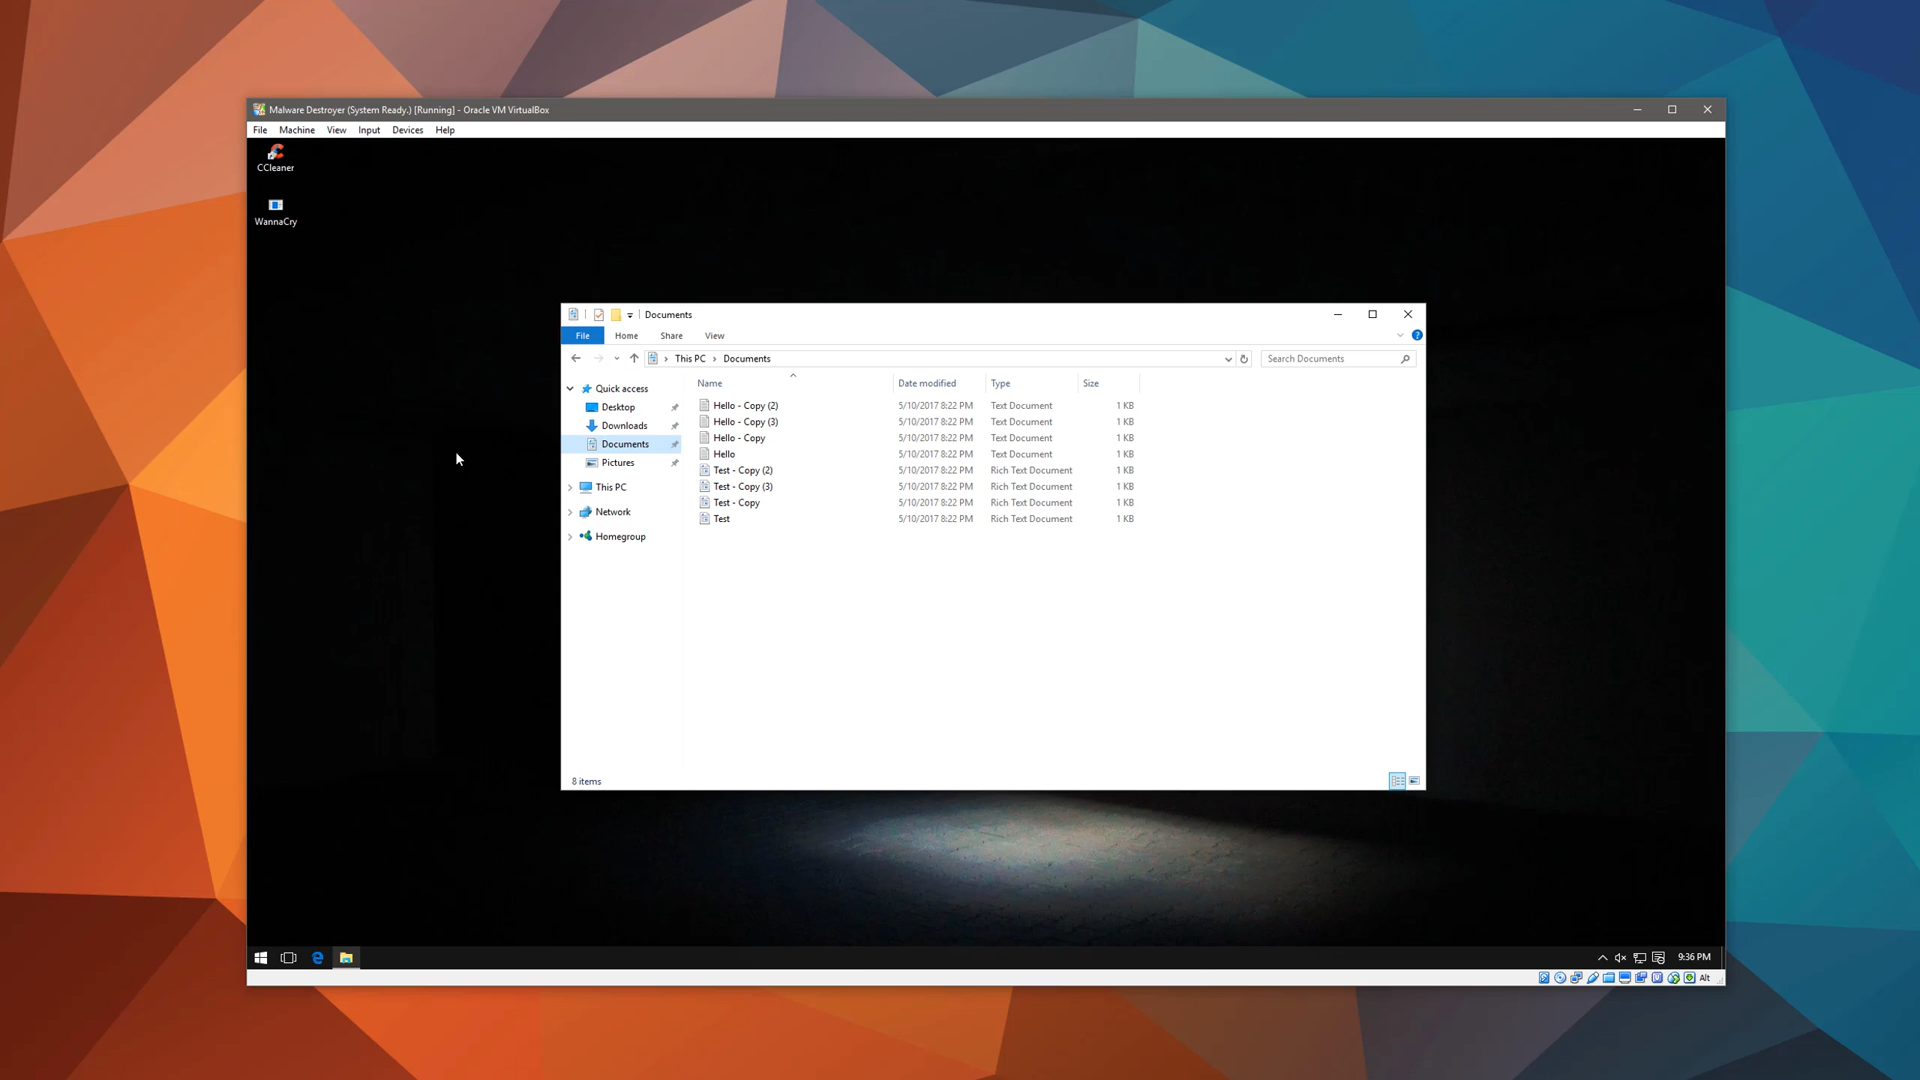 Malware Destroyer (System Ready.) [Running] - Oracle VM VirtualBox
File Machine View Input Devices Help
CCleaner
WannaCry
Documents
File Home Share View
This PC Documents
Search Documents
Name Date modified Type Size
Quick access
Desktop
Downloads
Documents
Pictures
This PC
Network
Homegroup
Hello - Copy (2) 5/10/2017 8:22 PM Text Document 1 KB
Hello - Copy (3) 5/10/2017 8:22 PM Text Document 1 KB
Hello - Copy 5/10/2017 8:22 PM Text Document 1 KB
Hello 5/10/2017 8:22 PM Text Document 1 KB
Test - Copy (2) 5/10/2017 8:22 PM Rich Text Document 1 KB
Test - Copy (3) 5/10/2017 8:22 PM Rich Text Document 1 KB
Test - Copy 5/10/2017 8:22 PM Rich Text Document 1 KB
Test 5/10/2017 8:22 PM Rich Text Document 1 KB
8 items
9:36 PM
Alt